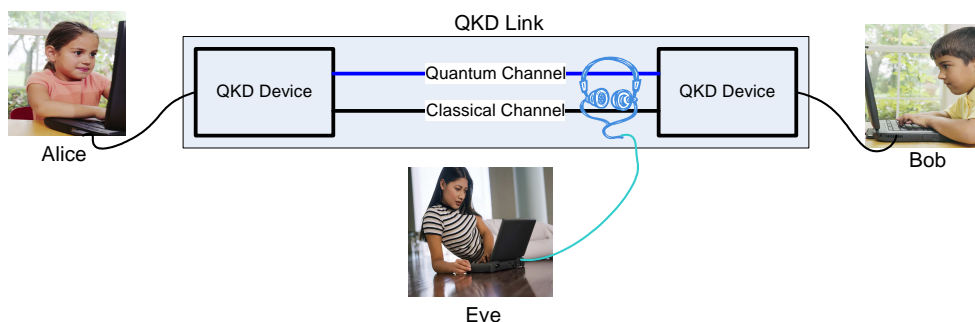 QKD Link
QKD Device
Quantum Channel
Classical Channel
QKD Device
Alice
Bob
Eve